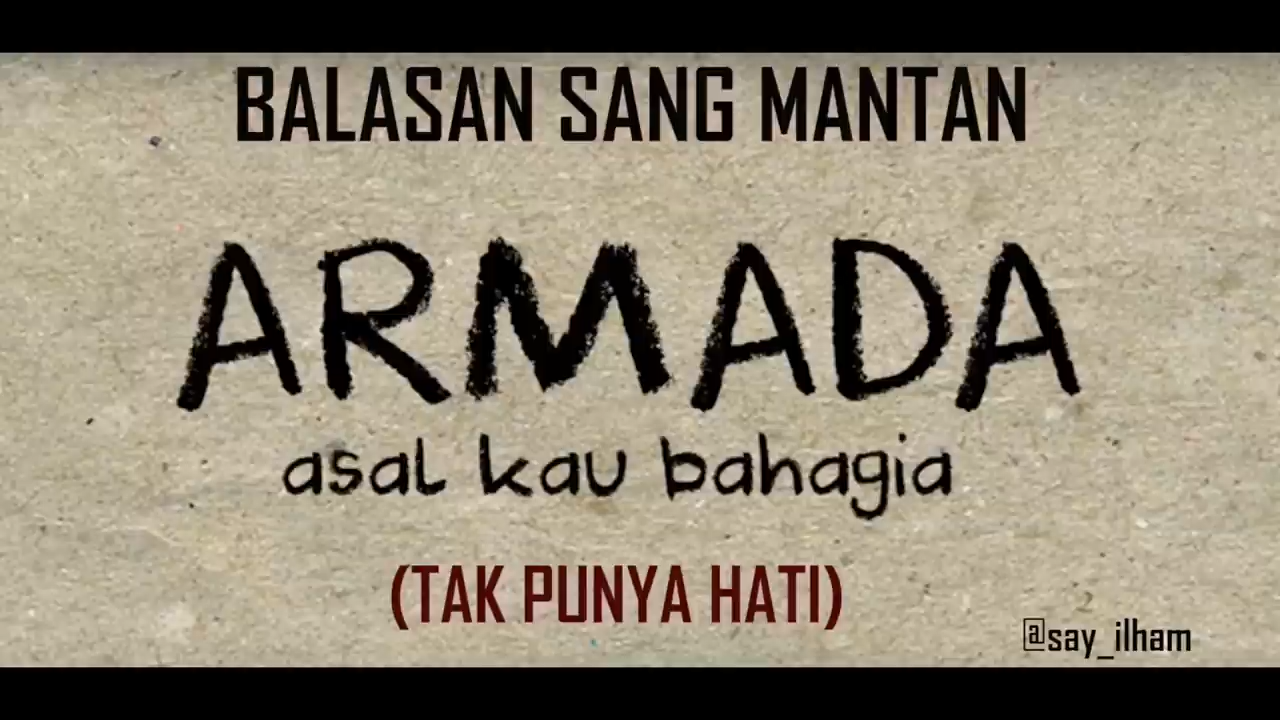 BALASAN SANG MANTAN
ARMADA
asal kau bahagia
(TAK PUNYA HATI)
@say_ilham